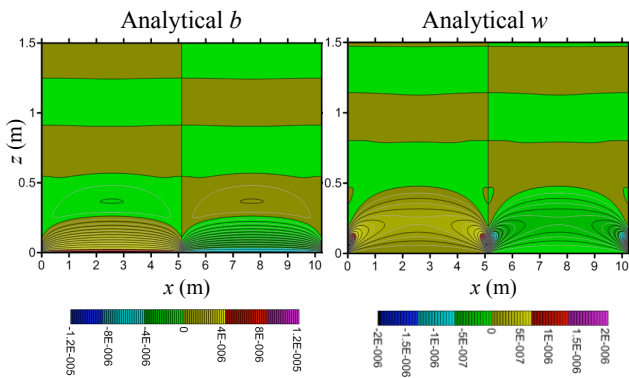 Analytical b
Analytical w
z (m)
1.5
1
0.5
0
0 1 2 3 4 5 6 7 8 9 10
x (m)
1.5
1
0.5
0
0 1 2 3 4 5 6 7 8 9 10
x (m)
-1.2E-005
-8E-006
-4E-006
0
4E-006
8E-006
1.2E-005
-2E-006
-1.5E-006
-1E-006
-5E-007
0
5E-007
1E-006
1.5E-006
2E-006